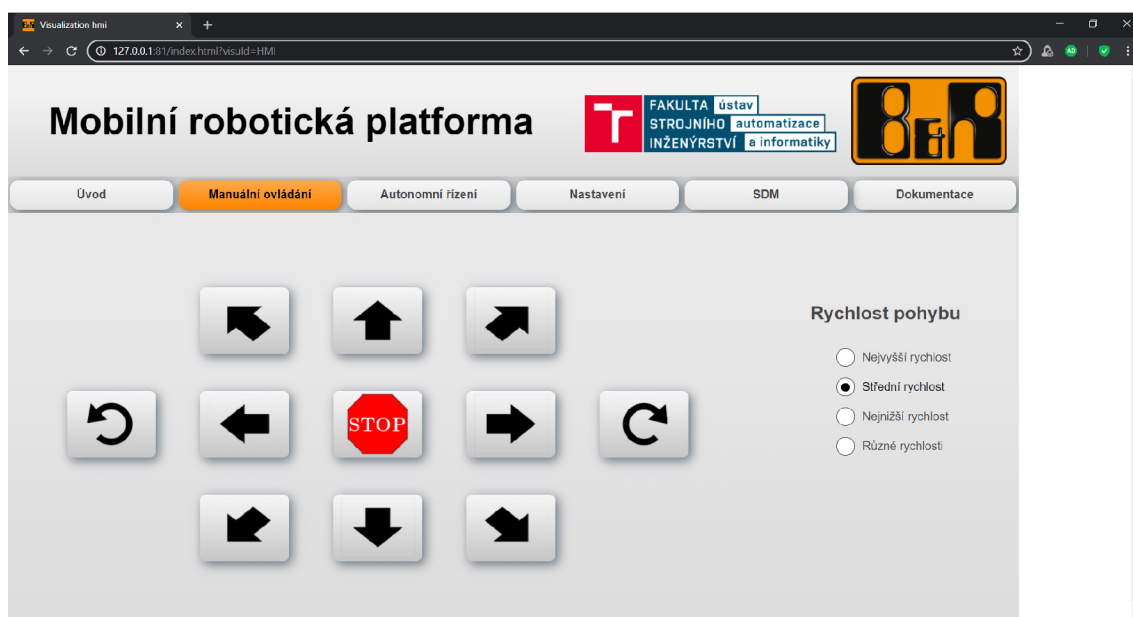 Visualization hmi
127.0.0.1:81/index.html?visuId=HMI
Mobilní robotická platforma
FAKULTA ústav
STROJNÍHO automatizace
INŽENÝRSTVÍ a informatiky
B&R
Úvod
Manuální ovládání
Autonomní řízení
Nastavení
SDM
Dokumentace
Rychlost pohybu
Nejvyšší rychlost
Střední rychlost
Nejnižší rychlost
Různé rychlosti
STOP